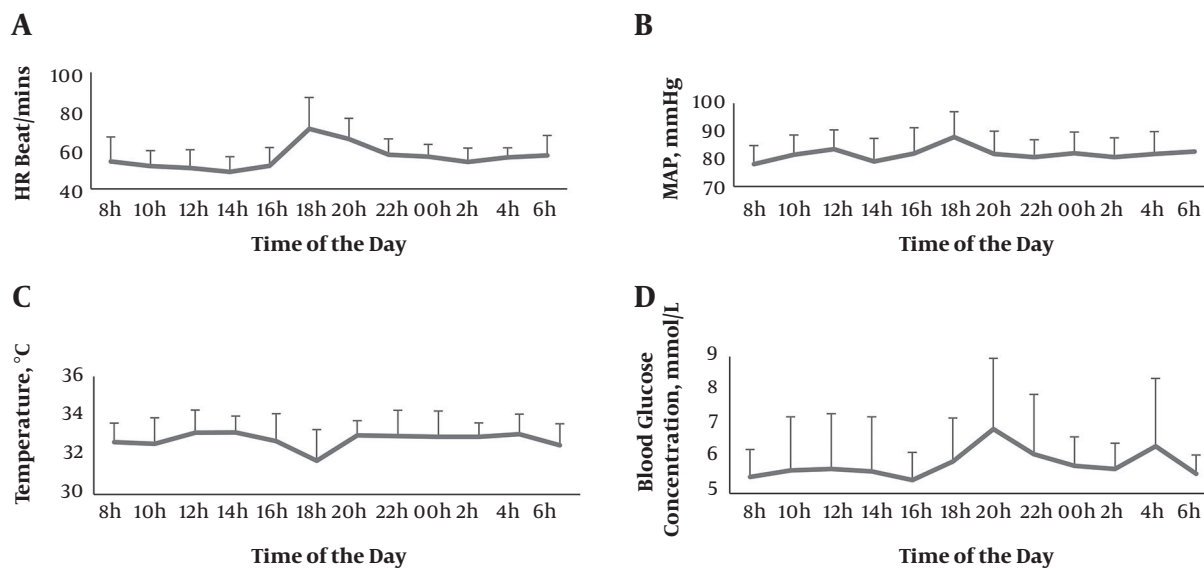 A
HR Beat/mins
100
80
60
40
8h 10h 12h 14h 16h 18h 20h 22h 00h 2h 4h 6h
Time of the Day
B
MAP, mmHg
100
90
80
70
8h 10h 12h 14h 16h 18h 20h 22h 00h 2h 4h 6h
Time of the Day
C
Temperature, °C
36
34
32
30
8h 10h 12h 14h 16h 18h 20h 22h 00h 2h 4h 6h
Time of the Day
D
Blood Glucose
Concentration, mmol/L
9
8
7
6
5
8h 10h 12h 14h 16h 18h 20h 22h 00h 2h 4h 6h
Time of the Day